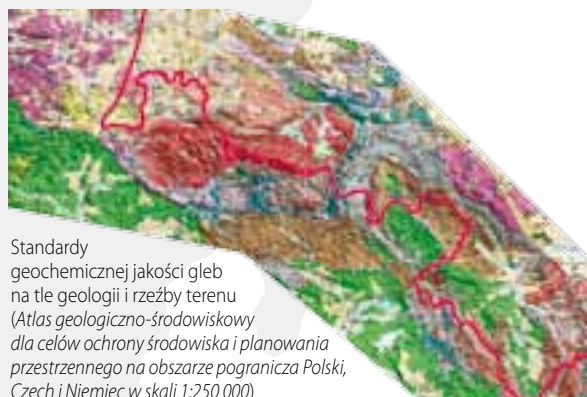 Standardy
geochemicznej jakości gleb
na tle geologii i rzeźby terenu
(Atlas geologiczno-środowiskowy
dla celów ochrony środowiska i planowania
przestrzennego na obszarze pogranicza Polski,
Czech i Niemiec w skali 1:250 000)